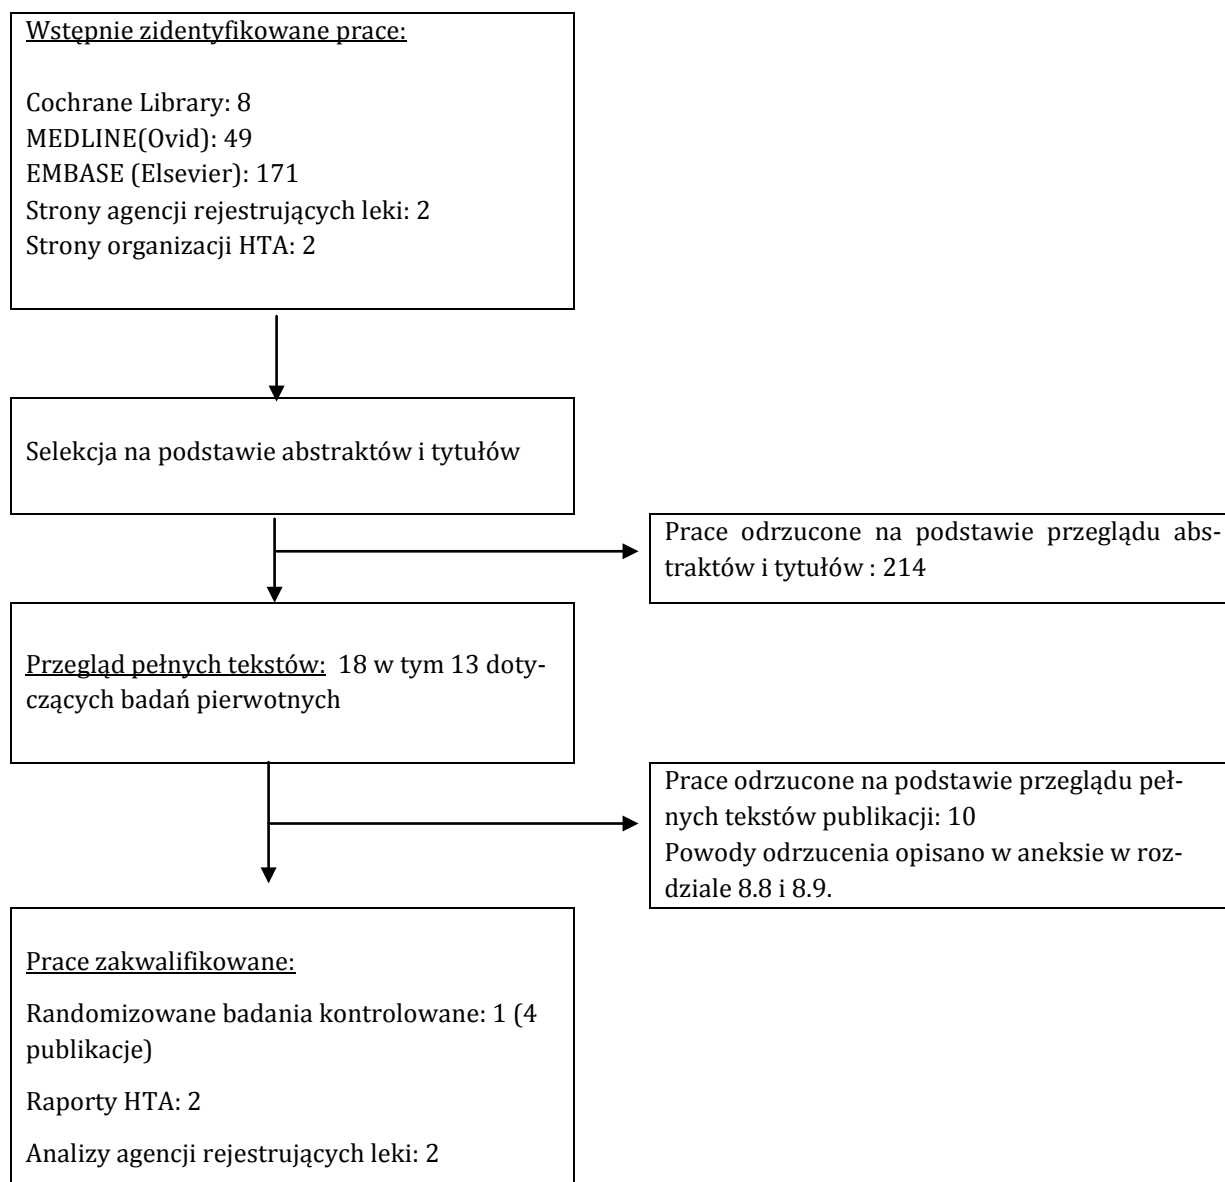 Wstępnie zidentyfikowane prace:
Cochrane Library: 8
MEDLINE(Ovid): 49
EMBASE (Elsevier): 171
Strony agencji rejestrujących leki: 2
Strony organizacji HTA: 2
Selekcja na podstawie abstraktów i tytułów
Prace odrzucone na podstawie przeglądu abs-
traktów i tytułów : 214
Przegląd pełnych tekstów: 18 w tym 13 doty-
czących badań pierwotnych
Prace odrzucone na podstawie przeglądu peł-
nych tekstów publikacji: 10
Powody odrzucenia opisano w aneksie w roz-
dziale 8.8 i 8.9.
Prace zakwalifikowane:
Randomizowane badania kontrolowane: 1 (4
publikacje)
Raporty HTA: 2
Analizy agencji rejestrujących leki: 2